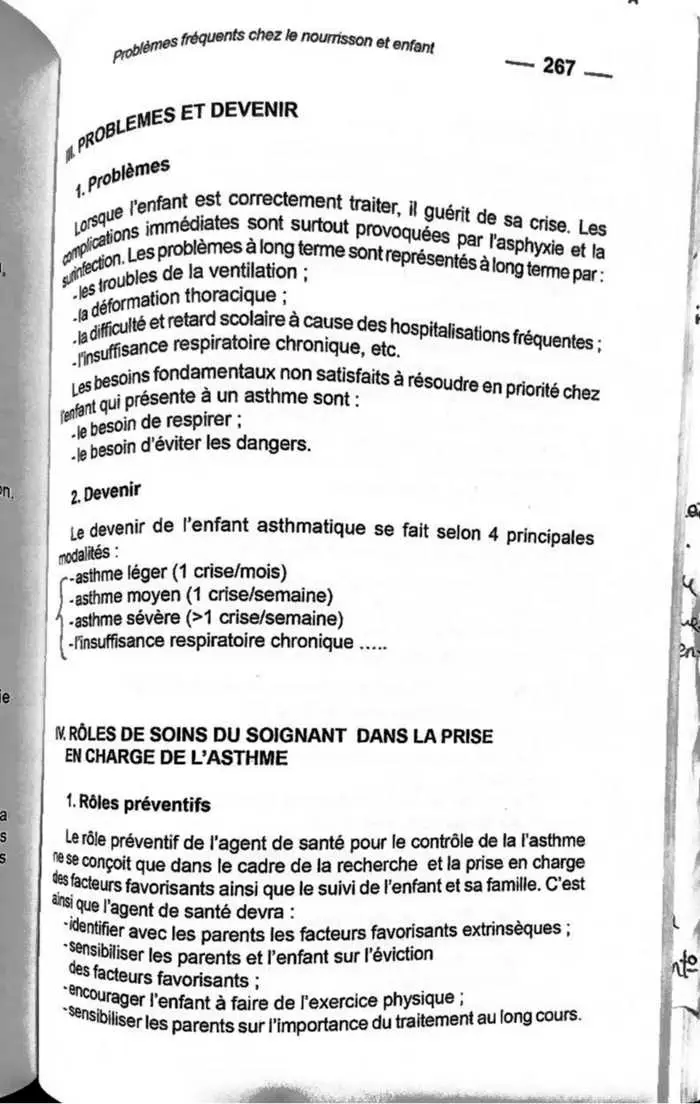 Problèmes fréquents chez le nourrisson et enfant
— 267 —
III. PROBLEMES ET DEVENIR
1. Problèmes
Lorsque l'enfant est correctement traiter, il guérit de sa crise. Les
complications immédiates sont surtout provoquées par l'asphyxie et la
surinfection. Les problèmes à long terme sont représentés à long terme par :
-les troubles de la ventilation ;
-la déformation thoracique ;
-la difficulté et retard scolaire à cause des hospitalisations fréquentes ;
-l'insuffisance respiratoire chronique, etc.
Les besoins fondamentaux non satisfaits à résoudre en priorité chez
l'enfant qui présente à un asthme sont :
-le besoin de respirer ;
-le besoin d'éviter les dangers.
2. Devenir
Le devenir de l'enfant asthmatique se fait selon 4 principales
modalités :
-asthme léger (1 crise/mois)
-asthme moyen (1 crise/semaine)
-asthme sévère (>1 crise/semaine)
-l'insuffisance respiratoire chronique .....
IV. RÔLES DE SOINS DU SOIGNANT DANS LA PRISE
EN CHARGE DE L'ASTHME
1. Rôles préventifs
Le rôle préventif de l'agent de santé pour le contrôle de la l'asthme
ne se conçoit que dans le cadre de la recherche et la prise en charge
des facteurs favorisants ainsi que le suivi de l'enfant et sa famille. C'est
ainsi que l'agent de santé devra :
-identifier avec les parents les facteurs favorisants extrinsèques ;
-sensibiliser les parents et l'enfant sur l'éviction
des facteurs favorisants ;
-encourager l'enfant à faire de l'exercice physique ;
-sensibiliser les parents sur l'importance du traitement au long cours.